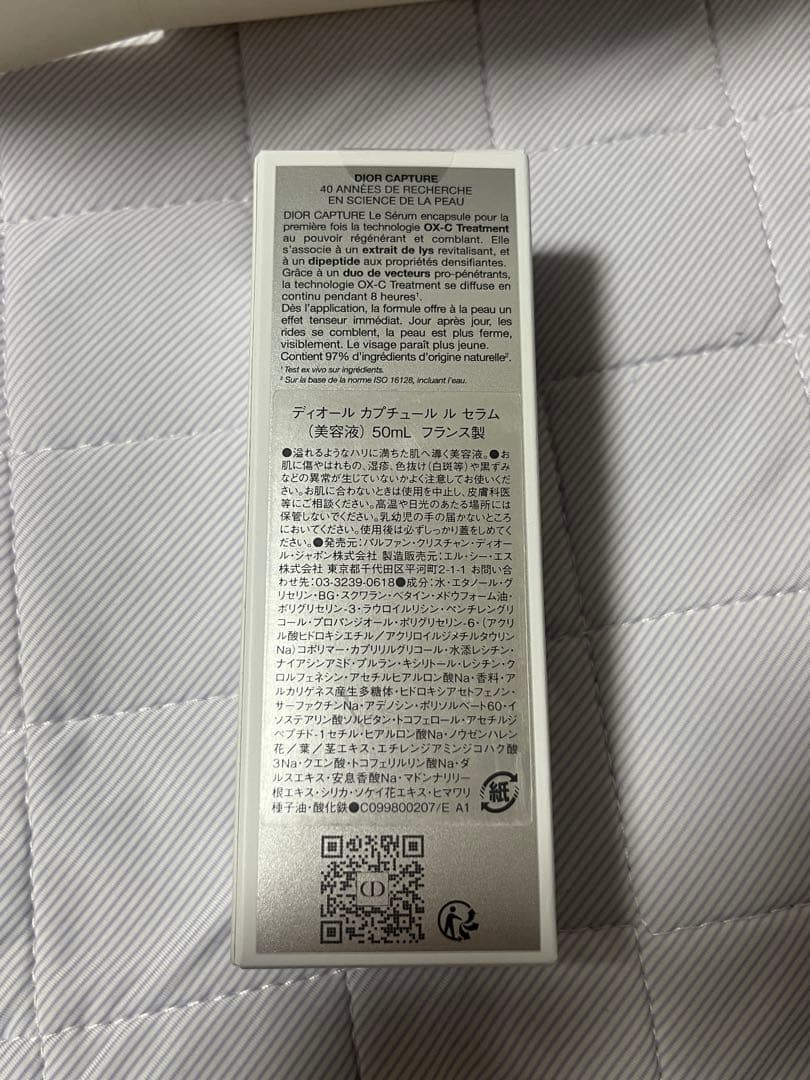 DIOR CAPTURE
40 ANNÉES DE RECHERCHE
EN SCIENCE DE LA PEAU
DIOR CAPTURE Le Sérum encapsule pour la
première fois la technologie OX-C Treatment
au pouvoir régénérant et comblant. Elle
s'associe à un extrait de lys revitalisant, et
à un dipeptide aux propriétés densifiantes.
Grâce à un duo de vecteurs pro-pénétrants,
la technologie OX-C Treatment se diffuse en
continu pendant 8 heures¹.
Dès l'application, la formule offre à la peau un
effet tenseur immédiat. Jour après jour, les
rides se comblent, la peau est plus ferme,
visiblement. Le visage paraît plus jeune.
Contient 97% d'ingrédients d'origine naturelle².
¹ Test ex vivo sur ingrédients.
² Sur la base de la norme ISO 16128, incluant l'eau.
ディオール カプチュール ル セラム
(美容液) 50mL フランス製
●溢れるようなハリに満ちた肌へ導く美容液。●お
肌に傷やはれもの、湿疹、色抜け(白斑等)や黒ずみ
などの異常が生じていないかよく注意してお使いくだ
さい。お肌に合わないときは使用を中止し、皮膚科医
等にご相談ください。高温や日光のあたる場所には
保管しないでください。乳幼児の手の届かないところ
においてください。使用後は必ずしっかり蓋をしめてく
ださい。●発売元:パルファン・クリスチャン・ディオー
ル・ジャポン株式会社 製造販売元:エル・シー・エス
株式会社 東京都千代田区平河町2-1-1 お問い合
わせ先:03-3239-0618●成分:水・エタノール・グ
リセリン・BG・スクワラン・ベタイン・メドウフォーム油・
ポリグリセリン-3・ラウロイルリシン・ペンチレングリ
コール・プロパンジオール・ポリグリセリン-6・(アクリ
ル酸ヒドロキシエチル/アクリロイルジメチルタウリン
Na)コポリマー・カプリリルグリコール・水添レシチン・
ナイアシンアミド・プルラン・キシリトール・レシチン・ク
ロルフェネシン・アセチルヒアルロン酸Na・香料・ア
ルカリゲネス産生多糖体・ヒドロキシアセトフェノン・
サーファクチンNa・アデノシン・ポリソルベート60・イ
ソステアリン酸ソルビタン・トコフェロール・アセチルジ
ペプチド-1セチル・ヒアルロン酸Na・ノウゼンハレン
花/葉/茎エキス・エチレンジアミンジコハク酸
3Na・クエン酸・トコフェリルリン酸Na・ダ
ルスエキス・安息香酸Na・マドンナリリー
根エキス・シリカ・ソケイ花エキス・ヒマワリ
種子油・酸化鉄●C099800207/E A1
紙
CD